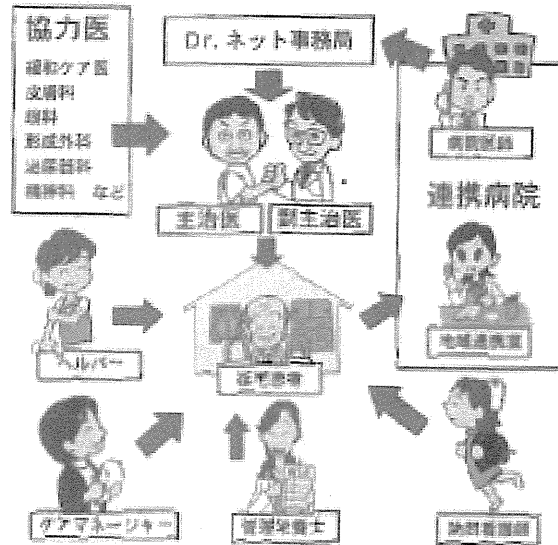 協力医
緩和ケア医
皮膚科
眼科
形成外科
泌尿器科
精神科 など
Dr.ネット事務局
病院医師
連携病院
主治医
副主治医
地域連携室
ヘルパー
在宅患者
ケアマネージャー
管理栄養士
訪問看護師